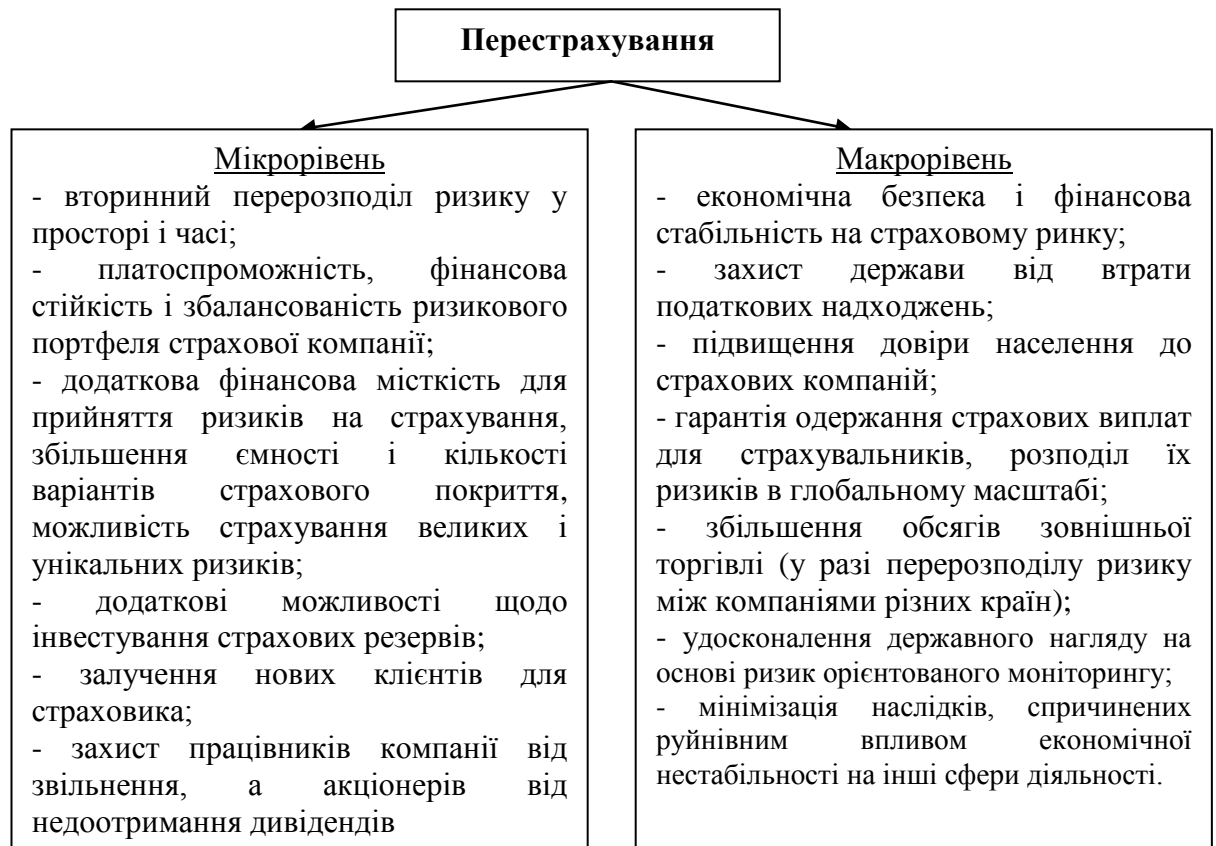 Перестрахування
Мікрорівень
- вторинний перерозподіл ризику у
просторі і часі;
- платоспроможність, фінансова
стійкість і збалансованість ризикового
портфеля страхової компанії;
- додаткова фінансова місткість для
прийняття ризиків на страхування,
збільшення ємності і кількості
варіантів страхового покриття,
можливість страхування великих і
унікальних ризиків;
- додаткові можливості щодо
інвестування страхових резервів;
- залучення нових клієнтів для
страховика;
- захист працівників компанії від
звільнення, а акціонерів від
недоотримання дивідендів
Макрорівень
- економічна безпека і фінансова
стабільність на страховому ринку;
- захист держави від втрати
податкових надходжень;
- підвищення довіри населення до
страхових компаній;
- гарантія одержання страхових виплат
для страхувальників, розподіл їх
ризиків в глобальному масштабі;
- збільшення обсягів зовнішньої
торгівлі (у разі перерозподілу ризику
між компаніями різних країн);
- удосконалення державного нагляду на
основі ризик орієнтованого моніторингу;
- мінімізація наслідків, спричинених
руйнівним впливом економічної
нестабільності на інші сфери діяльності.